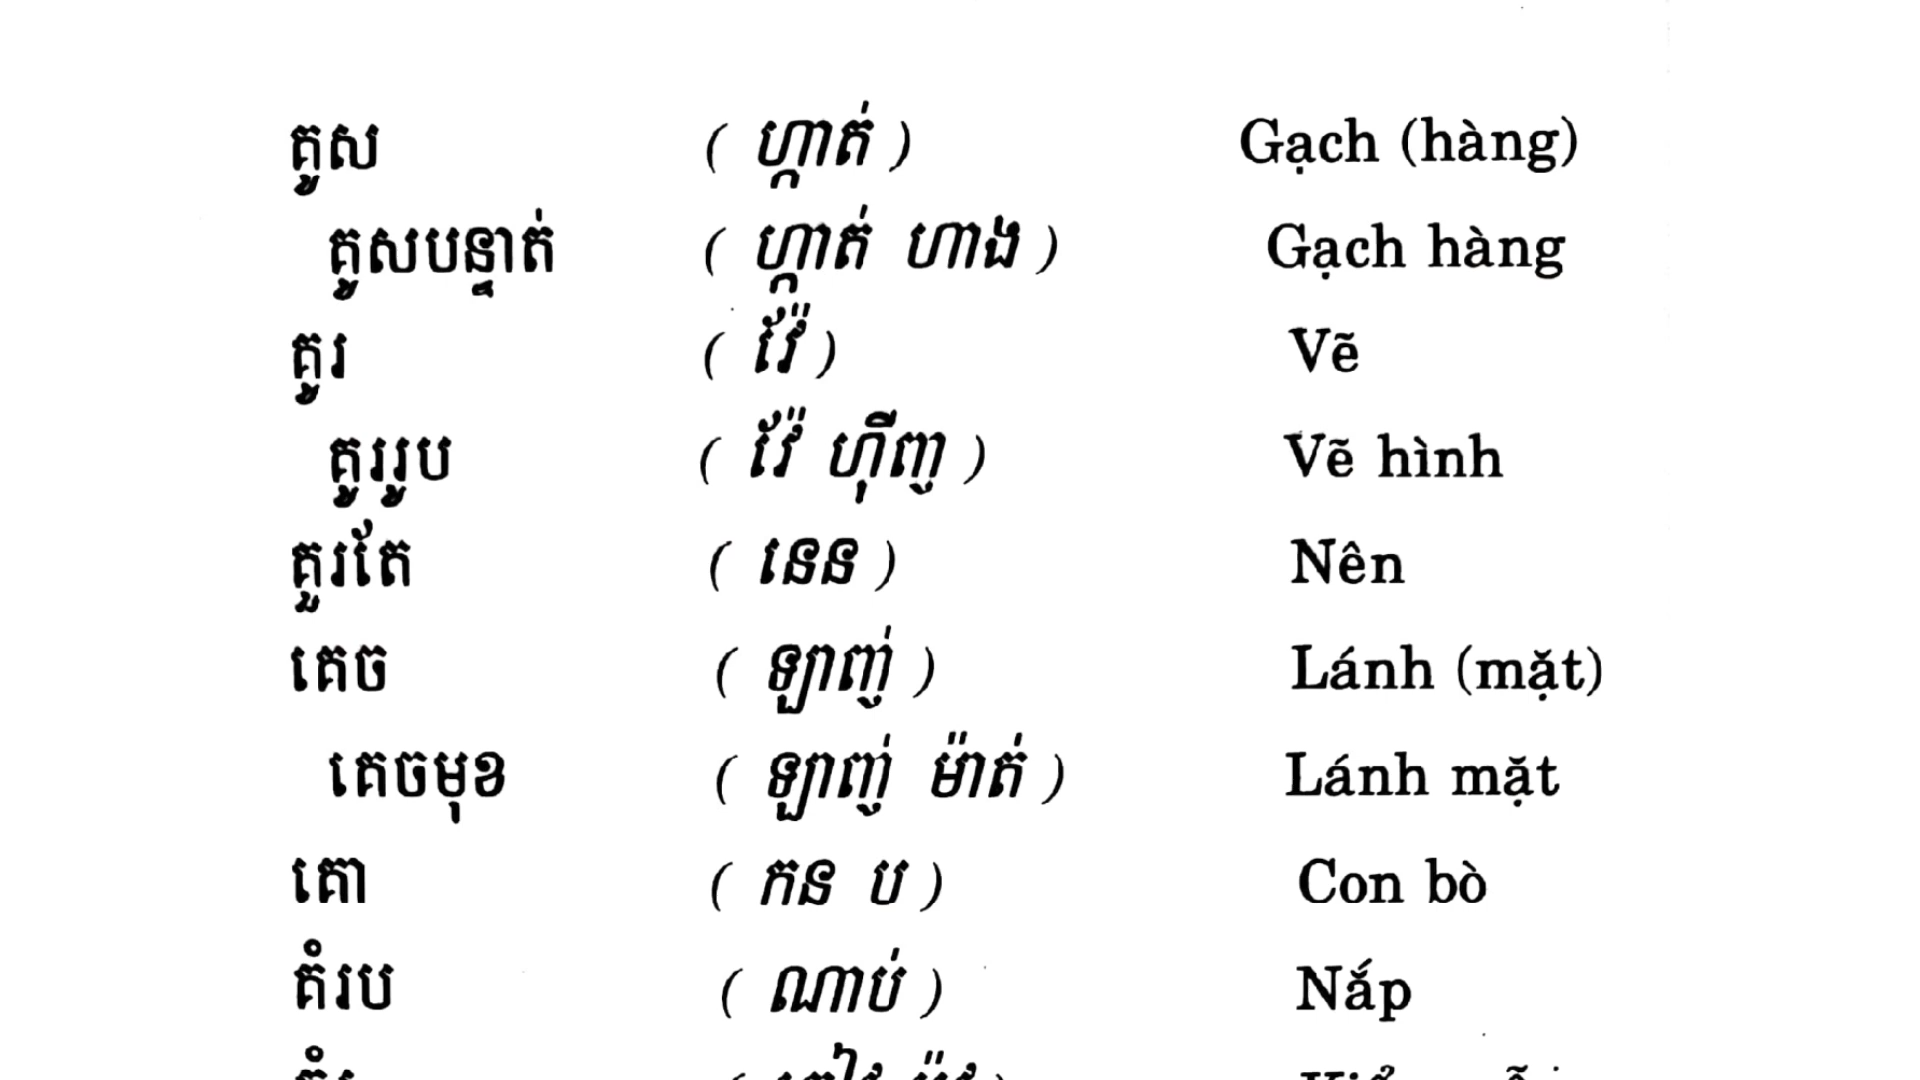 គូស ( ហ្កាត់ ) Gạch (hàng)
គូសបន្ទាត់ ( ហ្កាត់ ហាង ) Gạch hàng
គូរ ( វ៉ែ ) Vẽ
គូររូប ( វ៉ែ ហ៊ីញ ) Vẽ hình
គួរតែ ( នេន ) Nên
គេច ( ឡាញ់ ) Lánh (mặt)
គេចមុខ ( ឡាញ់ ម៉ាត់ ) Lánh mặt
គោ ( កន ប ) Con bò
គំរប ( ណាប់ ) Nắp